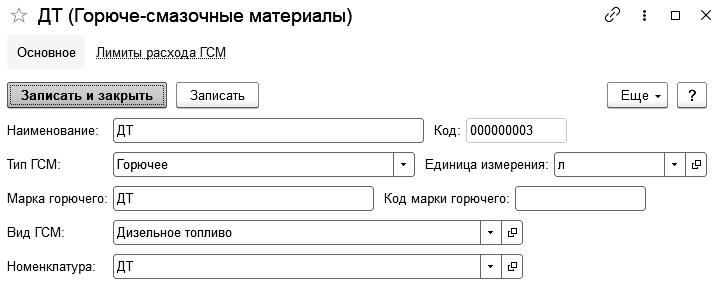 ДТ (Горюче-смазочные материалы)
Основное Лимиты расхода ГСМ
Записать и закрыть Записать Еще ?
Наименование: ДТ Код: 000000003
Тип ГСМ: Горючее Единица измерения: л
Марка горючего: ДТ Код марки горючего:
Вид ГСМ: Дизельное топливо
Номенклатура: ДТ